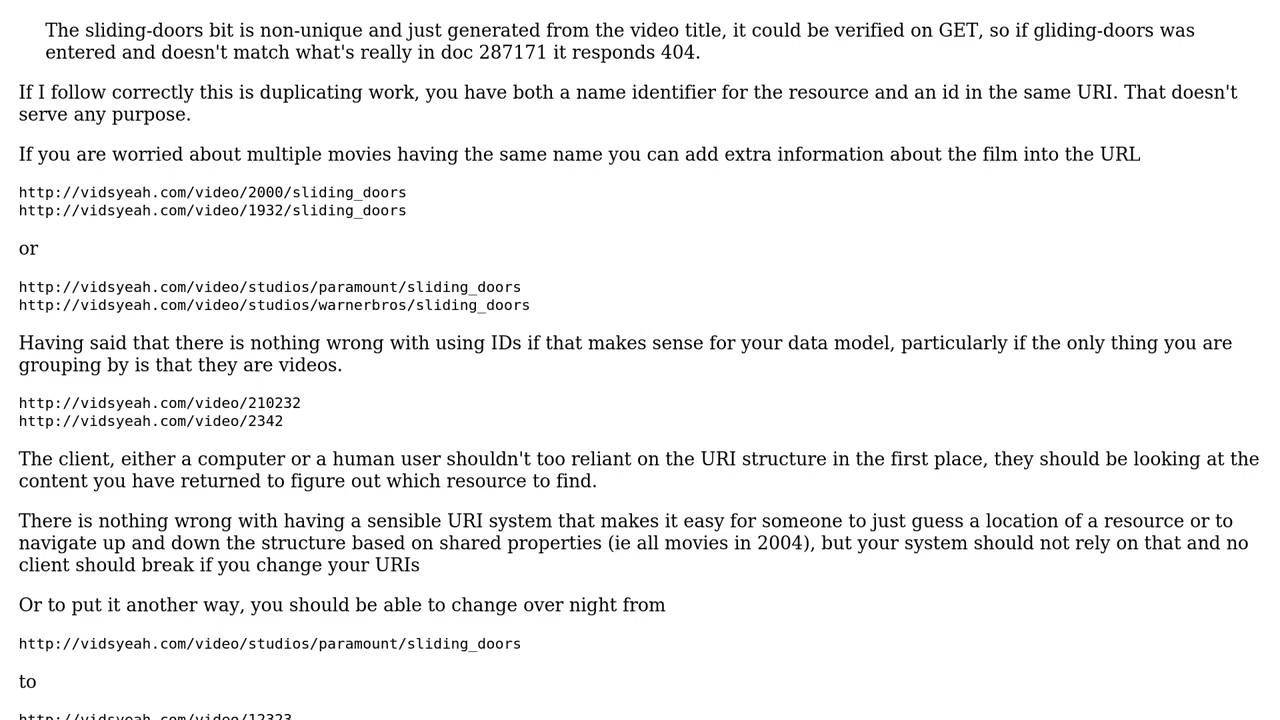 The sliding-doors bit is non-unique and just generated from the video title, it could be verified on GET, so if gliding-doors was
entered and doesn't match what's really in doc 287171 it responds 404.
If I follow correctly this is duplicating work, you have both a name identifier for the resource and an id in the same URI. That doesn't
serve any purpose.
If you are worried about multiple movies having the same name you can add extra information about the film into the URL
http://vidsyeah.com/video/2000/sliding_doors
http://vidsyeah.com/video/1932/sliding_doors
or
http://vidsyeah.com/video/studios/paramount/sliding_doors
http://vidsyeah.com/video/studios/warnerbros/sliding_doors
Having said that there is nothing wrong with using IDs if that makes sense for your data model, particularly if the only thing you are
grouping by is that they are videos.
http://vidsyeah.com/video/210232
http://vidsyeah.com/video/2342
The client, either a computer or a human user shouldn't too reliant on the URI structure in the first place, they should be looking at the
content you have returned to figure out which resource to find.
There is nothing wrong with having a sensible URI system that makes it easy for someone to just guess a location of a resource or to
navigate up and down the structure based on shared properties (ie all movies in 2004), but your system should not rely on that and no
client should break if you change your URIs
Or to put it another way, you should be able to change over night from
http://vidsyeah.com/video/studios/paramount/sliding_doors
to
http://vidsyeah.com/video/12323